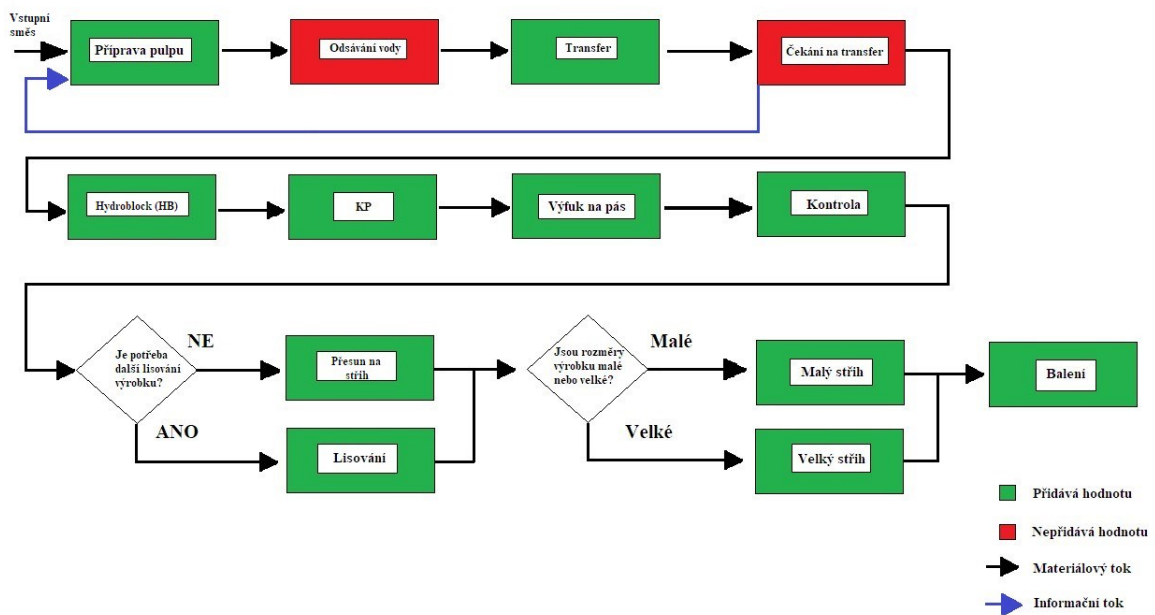 Vstupní
směs
Příprava pulpu
Odsávání vody
Transfer
Čekání na transfer
Hydroblock (HB)
KP
Výfuk na pás
Kontrola
Je potřeba
další lisování
výrobku?
NE
Přesun na
střih
Jsou rozměry
výrobku malé
nebo velké?
Malé
Malý střih
Balení
ANO
Lisování
Velké
Velký střih
Přidává hodnotu
Nepřidává hodnotu
Materiálový tok
Informační tok